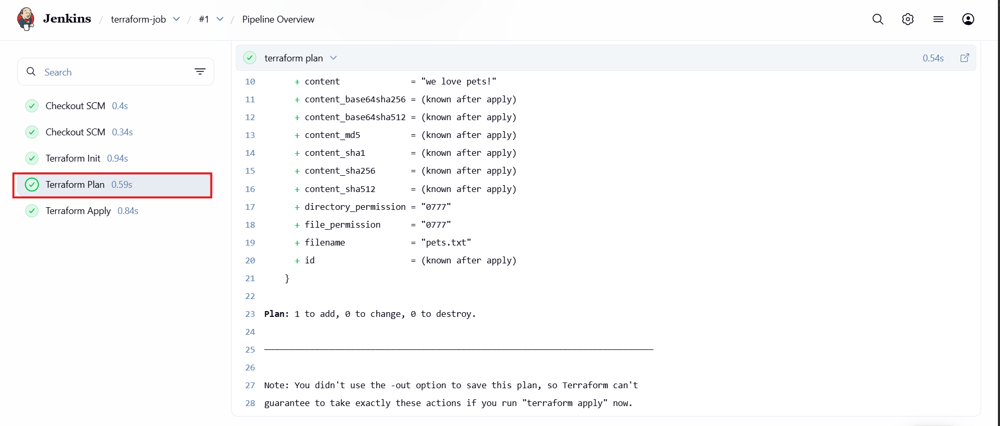 Jenkins / terraform-job / #1 / Pipeline Overview
Search
Checkout SCM 0.4s
Checkout SCM 0.34s
Terraform Init 0.94s
Terraform Plan 0.59s
Terraform Apply 0.84s
terraform plan 0.54s
10 + content = "we love pets!"
11 + content_base64sha256 = (known after apply)
12 + content_base64sha512 = (known after apply)
13 + content_md5 = (known after apply)
14 + content_sha1 = (known after apply)
15 + content_sha256 = (known after apply)
16 + content_sha512 = (known after apply)
17 + directory_permission = "0777"
18 + file_permission = "0777"
19 + filename = "pets.txt"
20 + id = (known after apply)
21 }
22
23 Plan: 1 to add, 0 to change, 0 to destroy.
24
25 ─────────────────────────────────────────────────────────────────────────────
26
27 Note: You didn't use the -out option to save this plan, so Terraform can't
28 guarantee to take exactly these actions if you run "terraform apply" now.